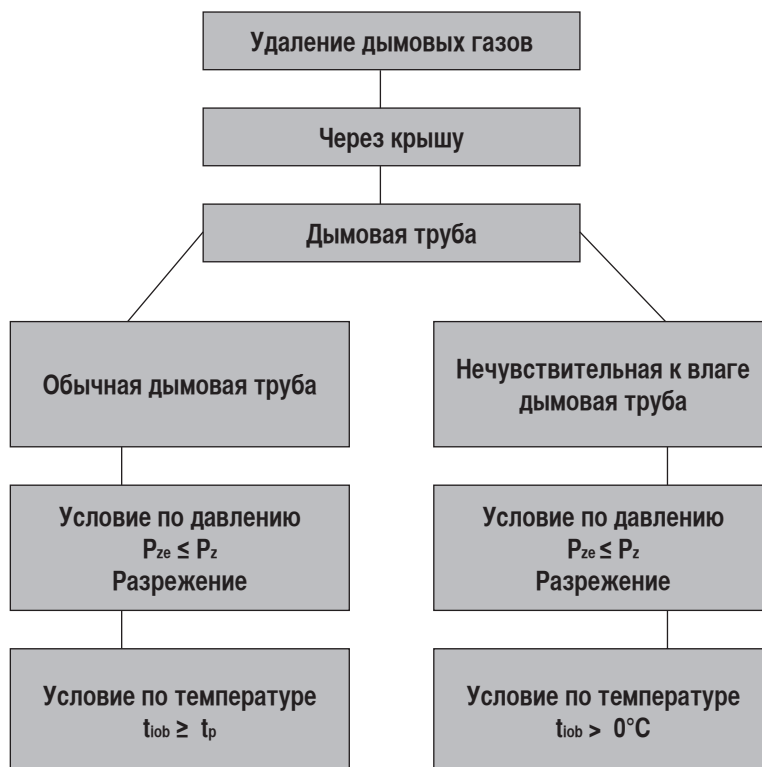 Удаление дымовых газов
Через крышу
Дымовая труба
Обычная дымовая труба
Нечувствительная к влаге
дымовая труба
Условие по давлению
Pze ≤ Pz
Разрежение
Условие по давлению
Pze ≤ Pz
Разрежение
Условие по температуре
tiob ≥ tp
Условие по температуре
tiob > 0°C